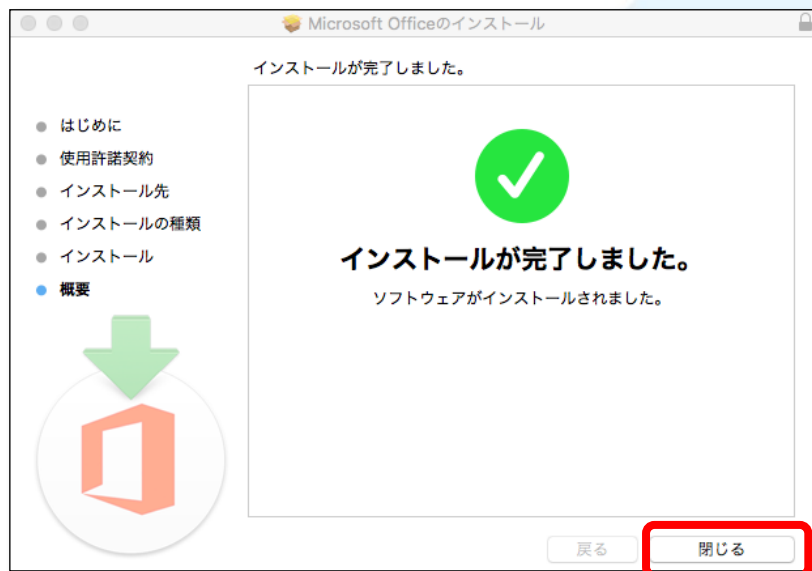 Microsoft Officeのインストール
インストールが完了しました。
はじめに
使用許諾契約
インストール先
インストールの種類
インストール
概要
インストールが完了しました。
ソフトウェアがインストールされました。
戻る
閉じる